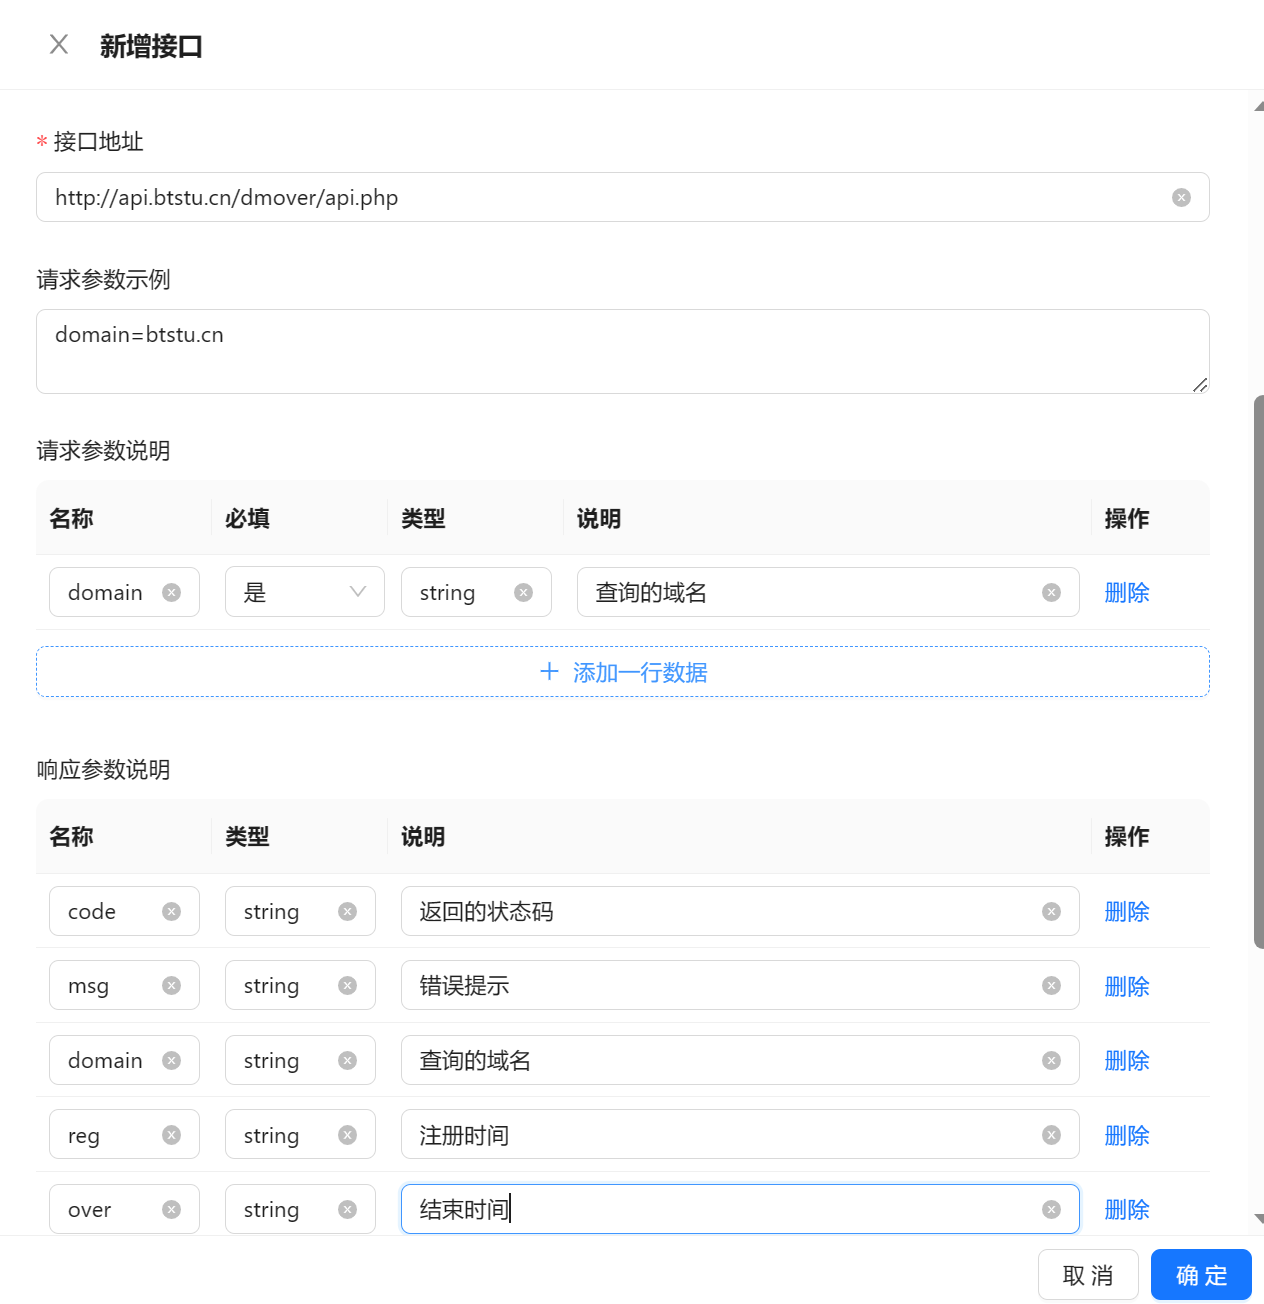 新增接口
* 接口地址
http://api.btstu.cn/dmover/api.php
请求参数示例
domain=btstu.cn
请求参数说明
名称 必填 类型 说明 操作
domain 是 string 查询的域名 删除
+ 添加一行数据
响应参数说明
名称 类型 说明 操作
code string 返回的状态码 删除
msg string 错误提示 删除
domain string 查询的域名 删除
reg string 注册时间 删除
over string 结束时间 删除
取 消 确 定